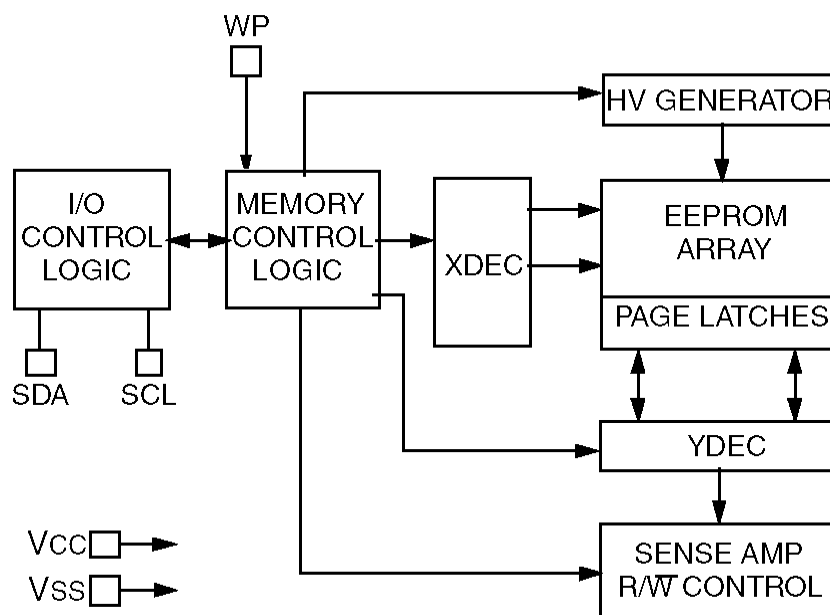 WP
HV GENERATOR
I/O
CONTROL
LOGIC
MEMORY
CONTROL
LOGIC
XDEC
EEPROM
ARRAY
PAGE LATCHES
SDA
SCL
YDEC
VCC
VSS
SENSE AMP
R/W̅ CONTROL